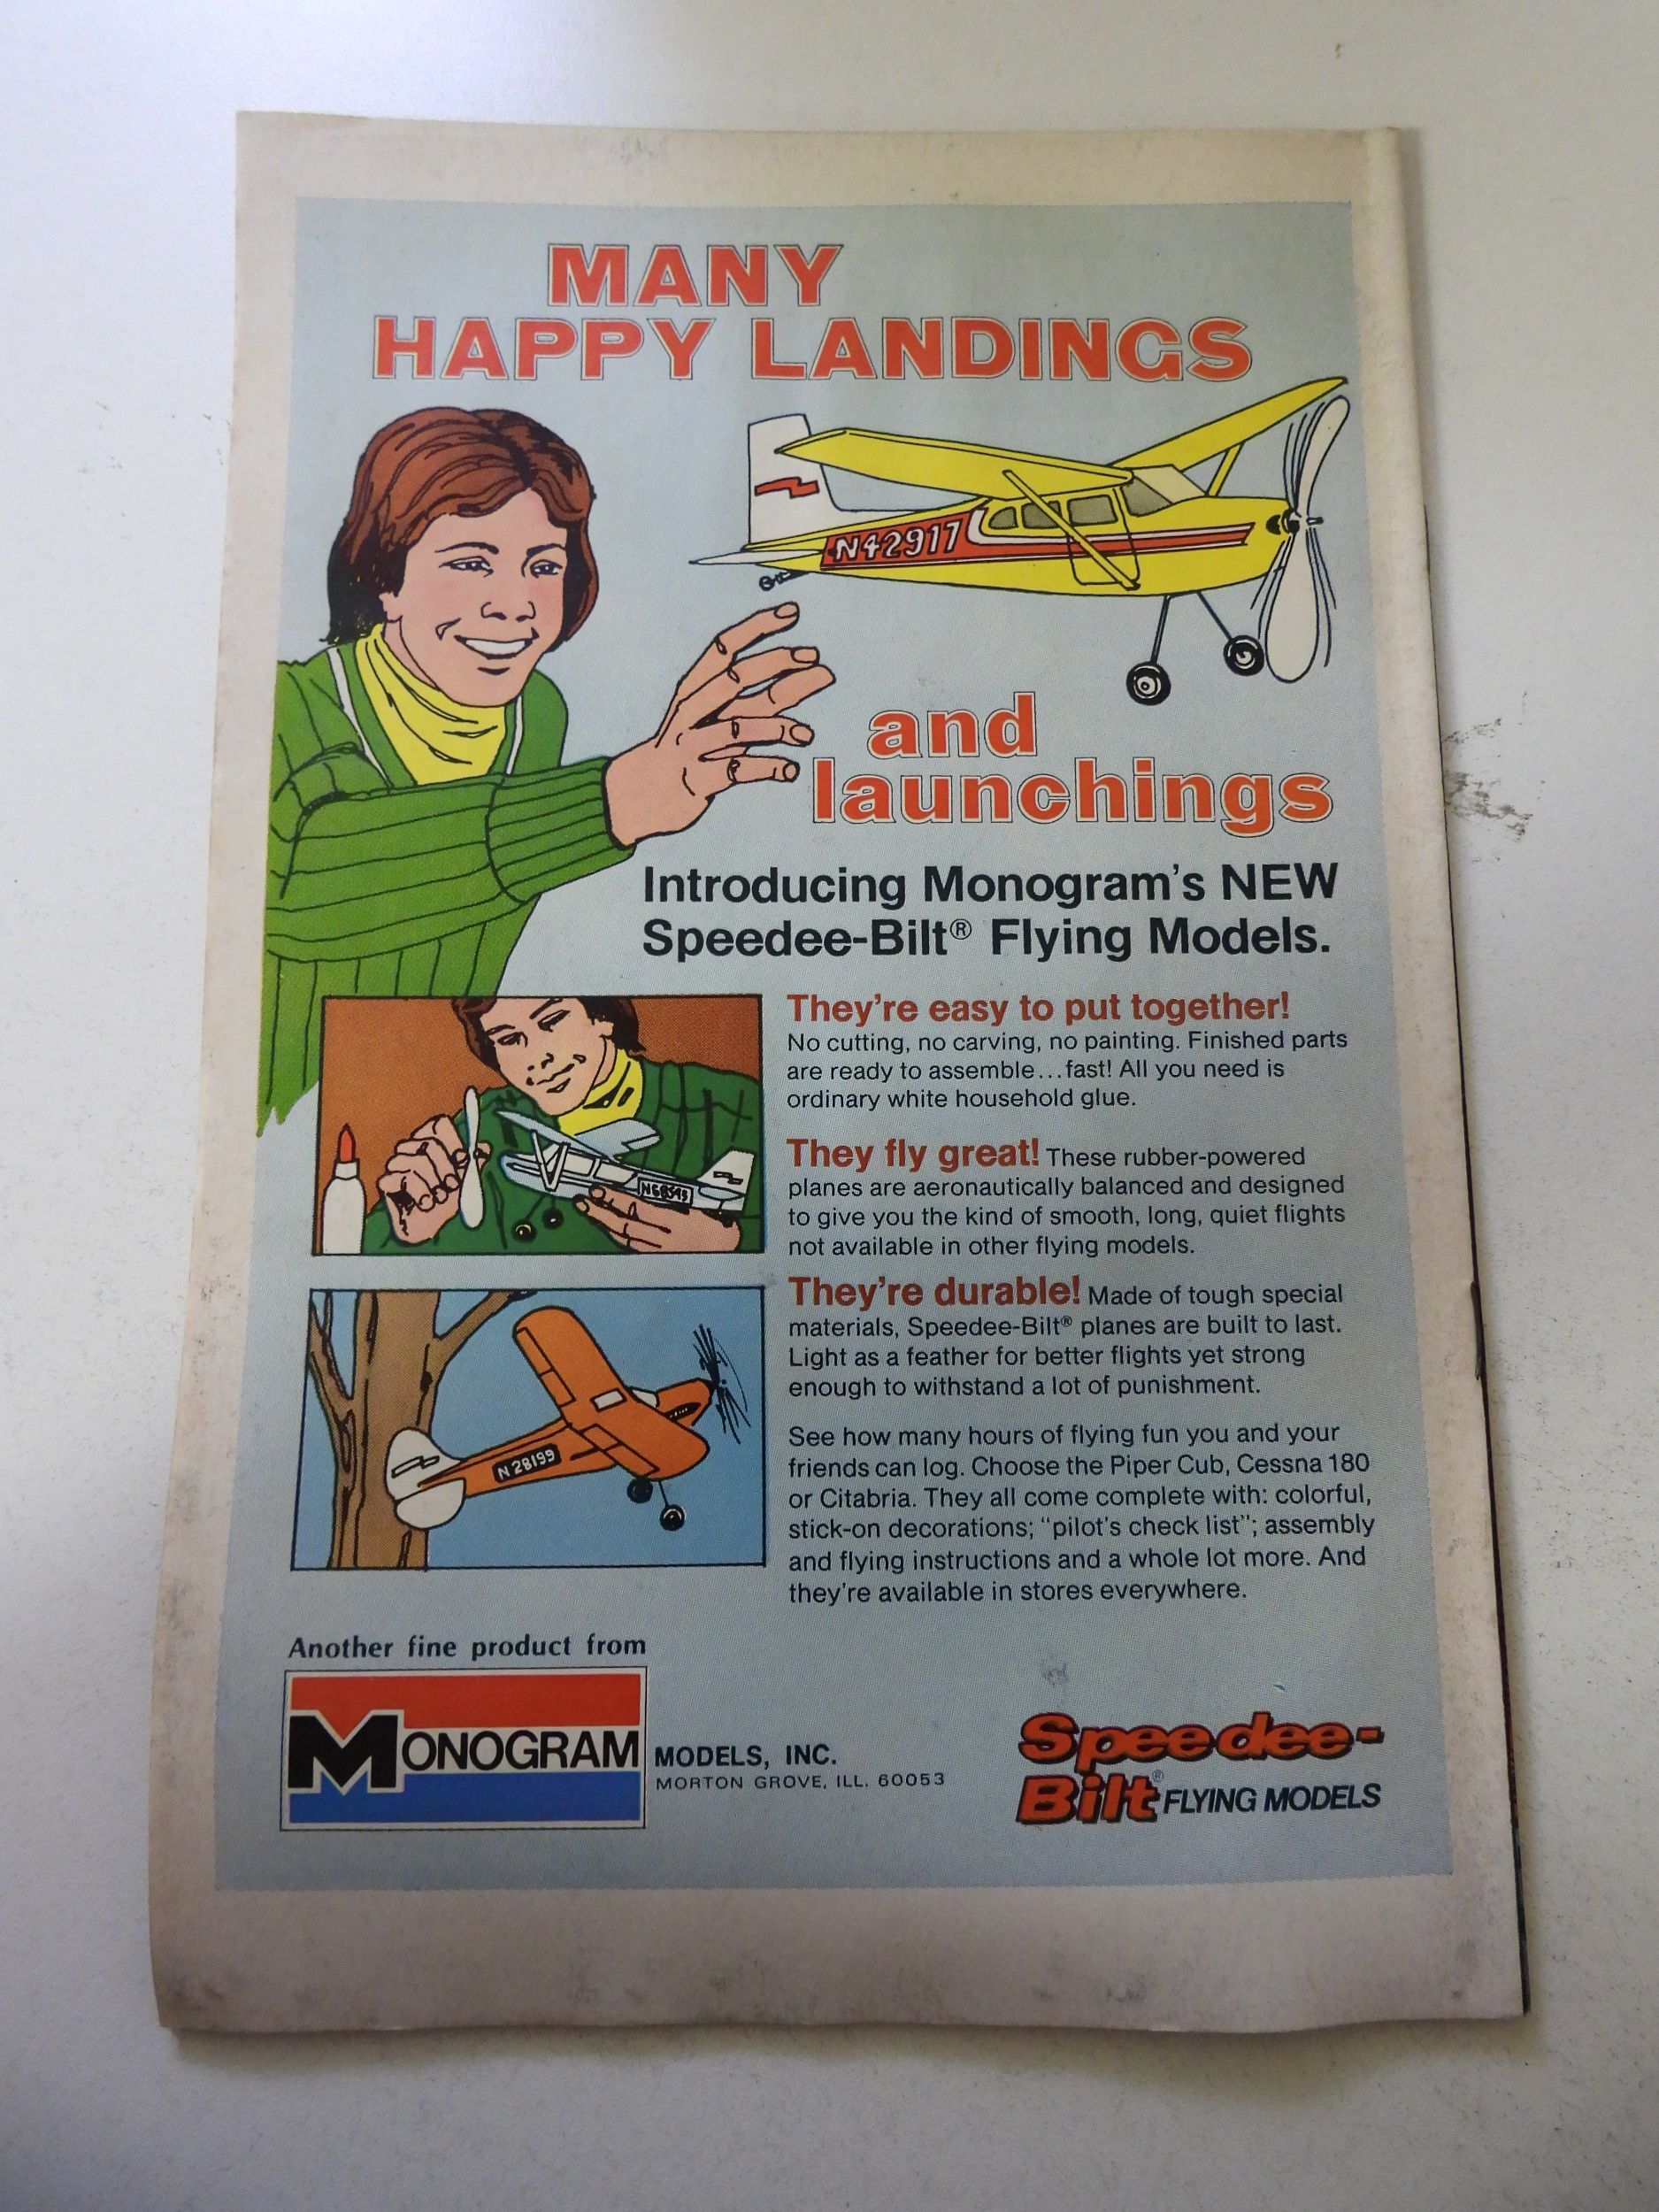 MANY
HAPPY LANDINGS
N42917
and
launchings
Introducing Monogram's NEW
Speedee-Bilt® Flying Models.
They're easy to put together!
No cutting, no carving, no painting. Finished parts
are ready to assemble...fast! All you need is
ordinary white household glue.
They fly great! These rubber-powered
planes are aeronautically balanced and designed
to give you the kind of smooth, long, quiet flights
not available in other flying models.
They're durable! Made of tough special
materials, Speedee-Bilt® planes are built to last.
Light as a feather for better flights yet strong
enough to withstand a lot of punishment.
N 28199
See how many hours of flying fun you and your
friends can log. Choose the Piper Cub, Cessna 180
or Citabria. They all come complete with: colorful,
stick-on decorations; "pilot's check list"; assembly
and flying instructions and a whole lot more. And
they're available in stores everywhere.
Another fine product from
MONOGRAM
MODELS, INC.
MORTON GROVE, ILL. 60053
Speedee-
Bilt® FLYING MODELS